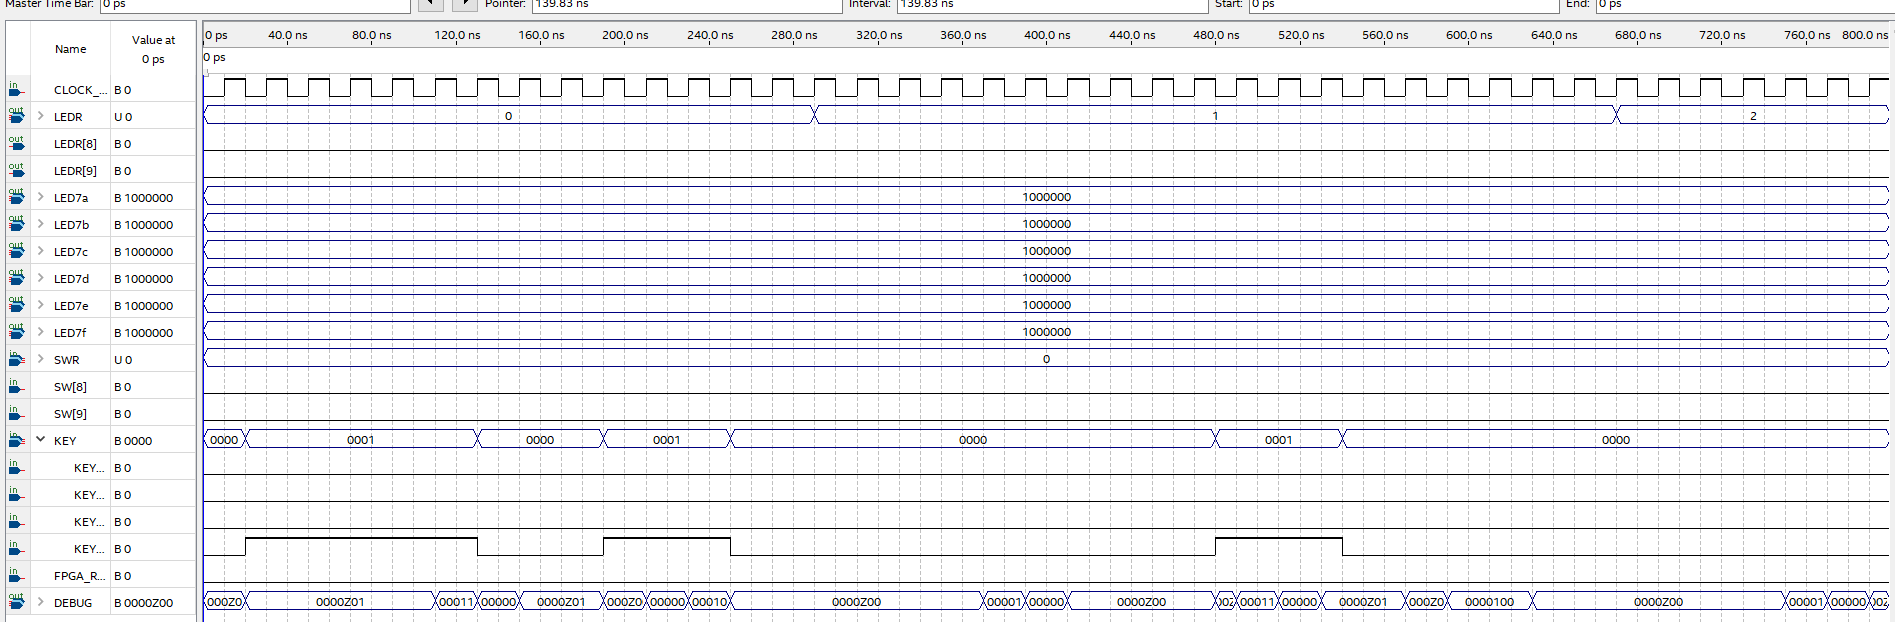 Master Time Bar: 0 ps Pointer: 139.83 ns Interval: 139.83 ns Start: 0 ps End: 0 ps
Name Value at 0 ps
0 ps 40.0 ns 80.0 ns 120.0 ns 160.0 ns 200.0 ns 240.0 ns 280.0 ns 320.0 ns 360.0 ns 400.0 ns 440.0 ns 480.0 ns 520.0 ns 560.0 ns 600.0 ns 640.0 ns 680.0 ns 720.0 ns 760.0 ns 800.0 ns
0 ps
in CLOCK_... B 0
out LEDR U 0 0 1 2
out LEDR[8] B 0
out LEDR[9] B 0
out LED7a B 1000000 1000000
out LED7b B 1000000 1000000
out LED7c B 1000000 1000000
out LED7d B 1000000 1000000
out LED7e B 1000000 1000000
out LED7f B 1000000 1000000
in SWR U 0 0
in SW[8] B 0
in SW[9] B 0
in KEY B 0000 0000 0001 0000 0001 0000 0001 0000
in KEY... B 0
in KEY... B 0
in KEY... B 0
in KEY... B 0
in FPGA_R... B 0
out DEBUG B 0000Z00 000Z0 0000Z01 00011 00000 0000Z01 000Z0 00000 00010 0000Z00 00001 00000 0000Z00 00Z 00011 00000 0000Z01 000Z0 0000100 0000Z00 00001 00000 00Z